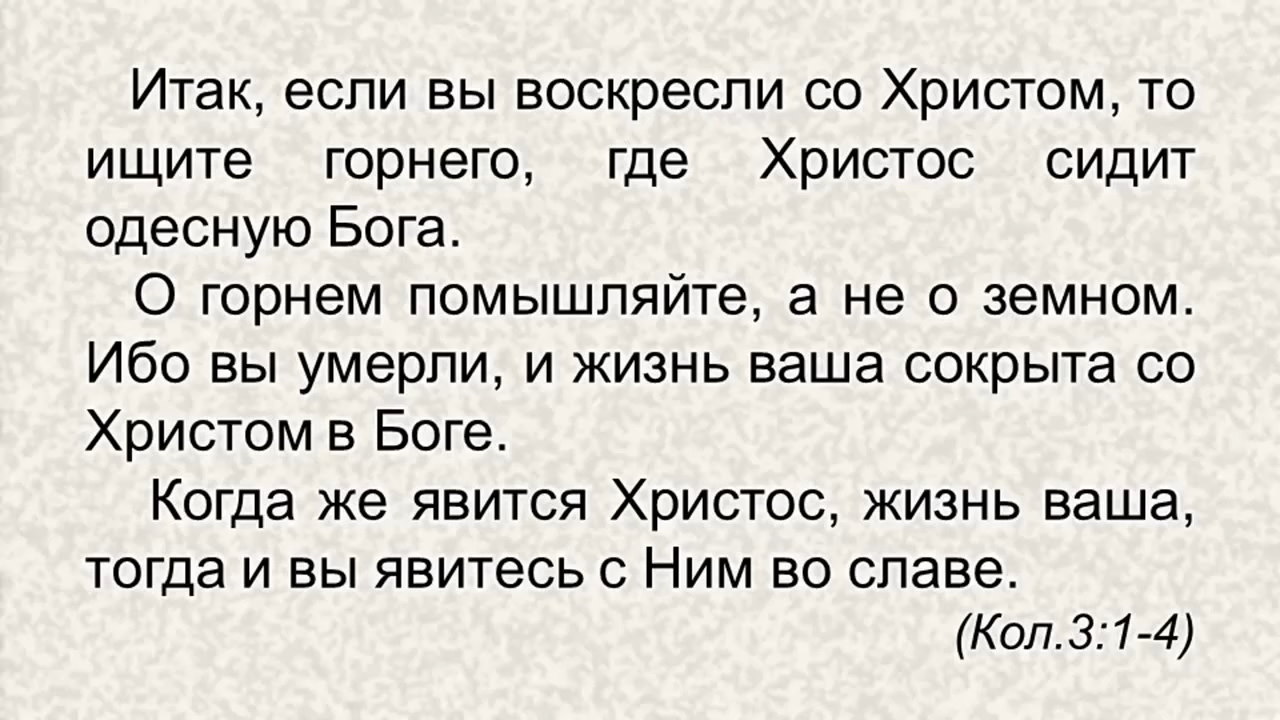 Итак, если вы воскресли со Христом, то
ищите горнего, где Христос сидит
одесную Бога.
О горнем помышляйте, а не о земном.
Ибо вы умерли, и жизнь ваша сокрыта со
Христом в Боге.
Когда же явится Христос, жизнь ваша,
тогда и вы явитесь с Ним во славе.
(Кол.3:1-4)